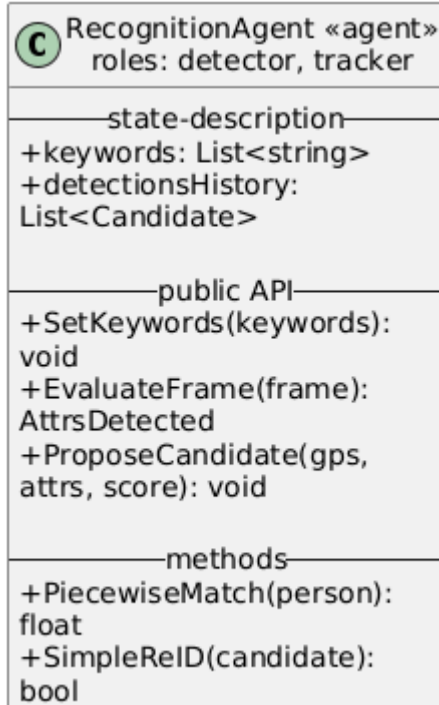 C
RecognitionAgent «agent»
roles: detector, tracker
state-description
+keywords: List<string>
+detectionsHistory:
List<Candidate>
public API
+SetKeywords(keywords):
void
+EvaluateFrame(frame):
AttrsDetected
+ProposeCandidate(gps,
attrs, score): void
methods
+PiecewiseMatch(person):
float
+SimpleReID(candidate):
bool